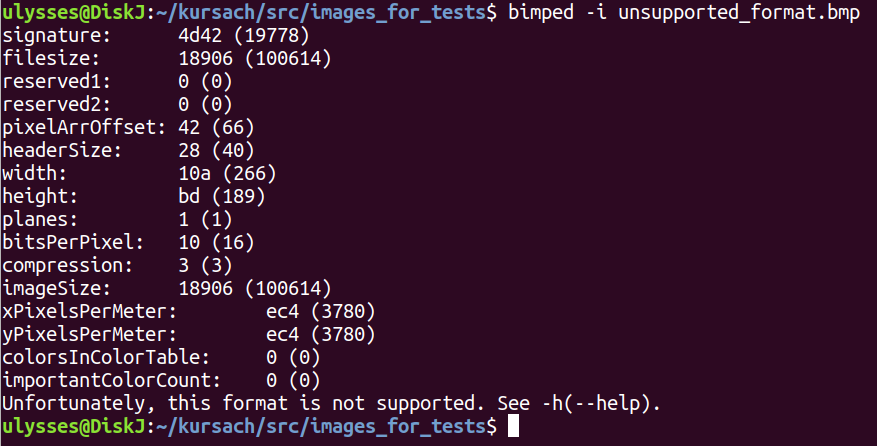 ulysses@DiskJ:~/kursach/src/images_for_tests$ bimped -i unsupported_format.bmp
signature: 4d42 (19778)
filesize: 18906 (100614)
reserved1: 0 (0)
reserved2: 0 (0)
pixelArrOffset: 42 (66)
headerSize: 28 (40)
width: 10a (266)
height: bd (189)
planes: 1 (1)
bitsPerPixel: 10 (16)
compression: 3 (3)
imageSize: 18906 (100614)
xPixelsPerMeter: ec4 (3780)
yPixelsPerMeter: ec4 (3780)
colorsInColorTable: 0 (0)
importantColorCount: 0 (0)
Unfortunately, this format is not supported. See -h(--help).
ulysses@DiskJ:~/kursach/src/images_for_tests$